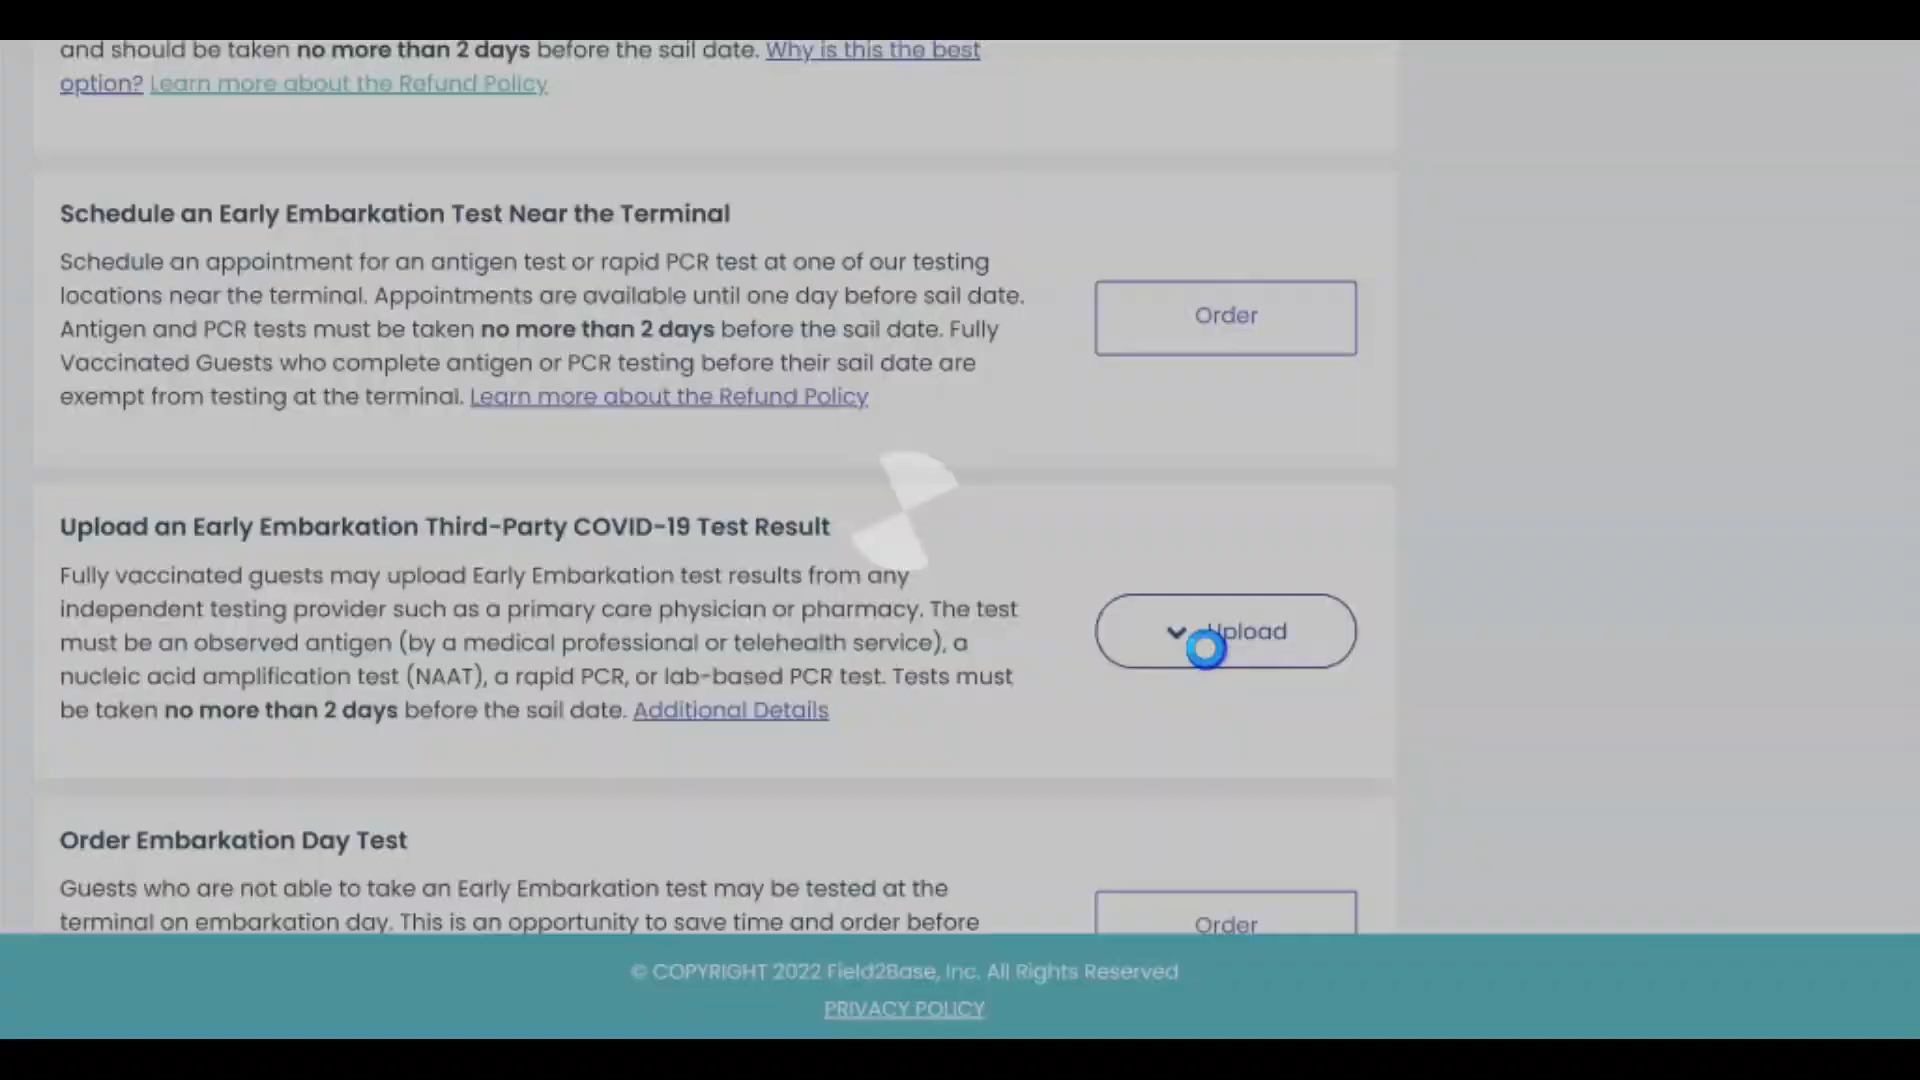 and should be taken no more than 2 days before the sail date. Why is this the best
option? Learn more about the Refund Policy
Schedule an Early Embarkation Test Near the Terminal
Schedule an appointment for an antigen test or rapid PCR test at one of our testing
locations near the terminal. Appointments are available until one day before sail date.
Antigen and PCR tests must be taken no more than 2 days before the sail date. Fully
Vaccinated Guests who complete antigen or PCR testing before their sail date are
exempt from testing at the terminal. Learn more about the Refund Policy
Order
Upload an Early Embarkation Third-Party COVID-19 Test Result
Fully vaccinated guests may upload Early Embarkation test results from any
independent testing provider such as a primary care physician or pharmacy. The test
must be an observed antigen (by a medical professional or telehealth service), a
nucleic acid amplification test (NAAT), a rapid PCR, or lab-based PCR test. Tests must
be taken no more than 2 days before the sail date. Additional Details
Upload
Order Embarkation Day Test
Guests who are not able to take an Early Embarkation test may be tested at the
terminal on embarkation day. This is an opportunity to save time and order before
Order
© COPYRIGHT 2022 Field2Base, Inc. All Rights Reserved
PRIVACY POLICY